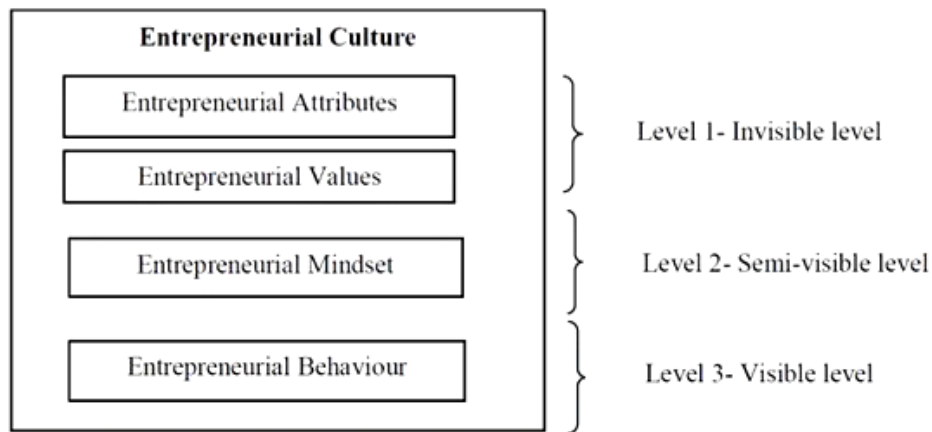 Entrepreneurial Culture
Entrepreneurial Attributes
Level 1- Invisible level
Entrepreneurial Values
Entrepreneurial Mindset
Level 2- Semi-visible level
Entrepreneurial Behaviour
Level 3- Visible level